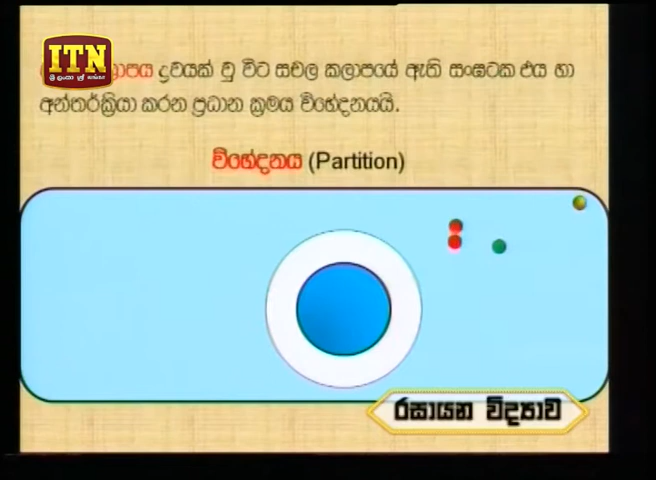 ITN
ශ්‍රී ලංකා ස්වාධීන
ද්‍රවයක් වූ විට සචල කලාපයේ ඇති සංඝටක එය හා
අන්තර්ක්‍රියා කරන ප්‍රධාන ක්‍රමය විභේදනයයි.
විභේදනය (Partition)
රසායන විද්‍යාව